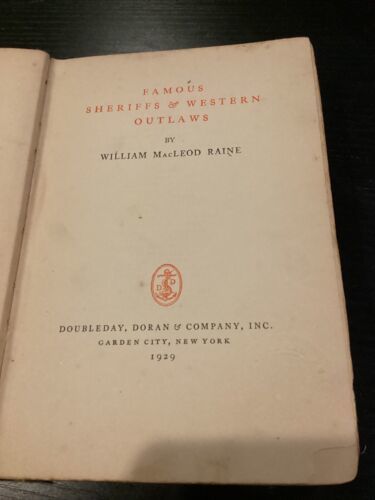 FAMOUS
SHERIFFS & WESTERN
OUTLAWS
BY
WILLIAM MacLEOD RAINE
D D
DOUBLEDAY, DORAN & COMPANY, INC.
GARDEN CITY, NEW YORK
1929